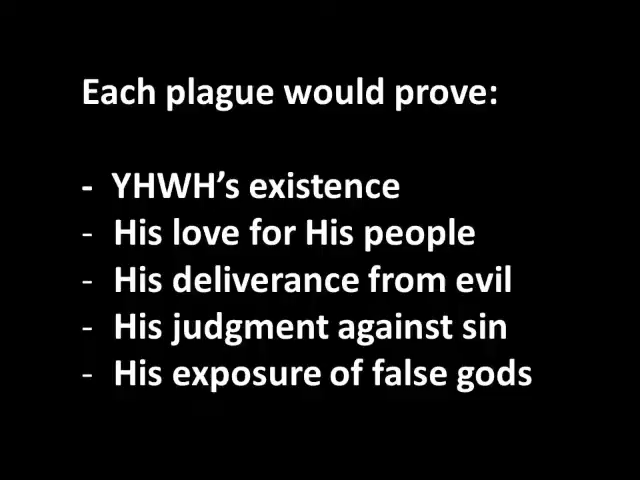 Each plague would prove:
- YHWH’s existence
- His love for His people
- His deliverance from evil
- His judgment against sin
- His exposure of false gods